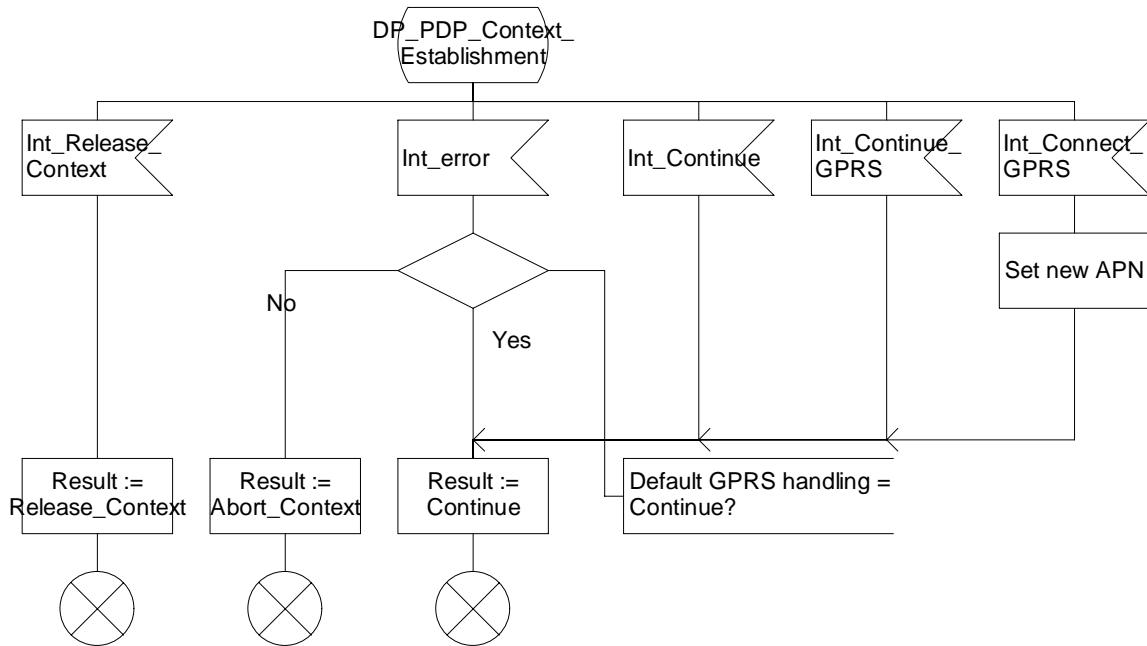 DP_PDP_Context_
Establishment
Int_Release_
Context
Int_error
Int_Continue
Int_Continue_
GPRS
Int_Connect_
GPRS
Set new APN
No
Yes
Result :=
Release_Context
Result :=
Abort_Context
Result :=
Continue
Default GPRS handling =
Continue?